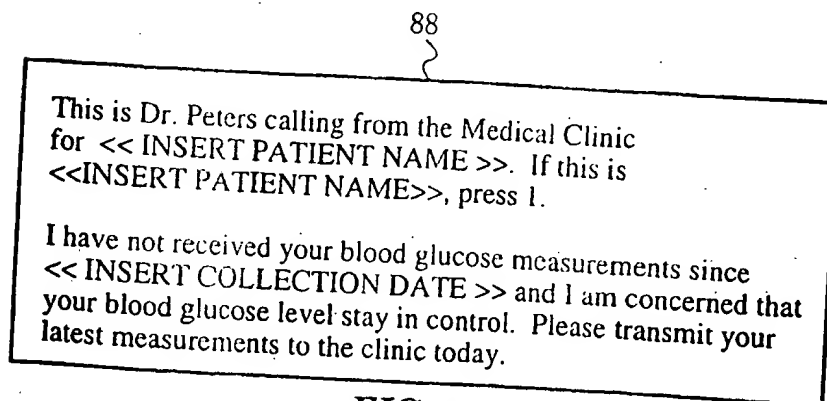 88
This is Dr. Peters calling from the Medical Clinic
for << INSERT PATIENT NAME >>. If this is
<<INSERT PATIENT NAME>>, press 1.
I have not received your blood glucose measurements since
<< INSERT COLLECTION DATE >> and I am concerned that
your blood glucose level stay in control. Please transmit your
latest measurements to the clinic today.